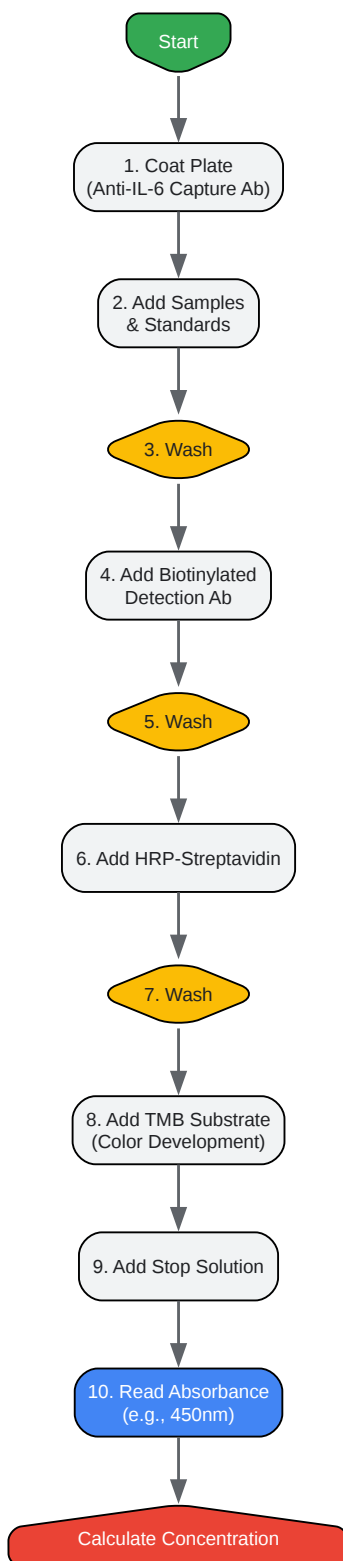 Start
1. Coat Plate
(Anti-IL-6 Capture Ab)
2. Add Samples
& Standards
3. Wash
4. Add Biotinylated
Detection Ab
5. Wash
6. Add HRP-Streptavidin
7. Wash
8. Add TMB Substrate
(Color Development)
9. Add Stop Solution
10. Read Absorbance
(e.g., 450nm)
Calculate Concentration